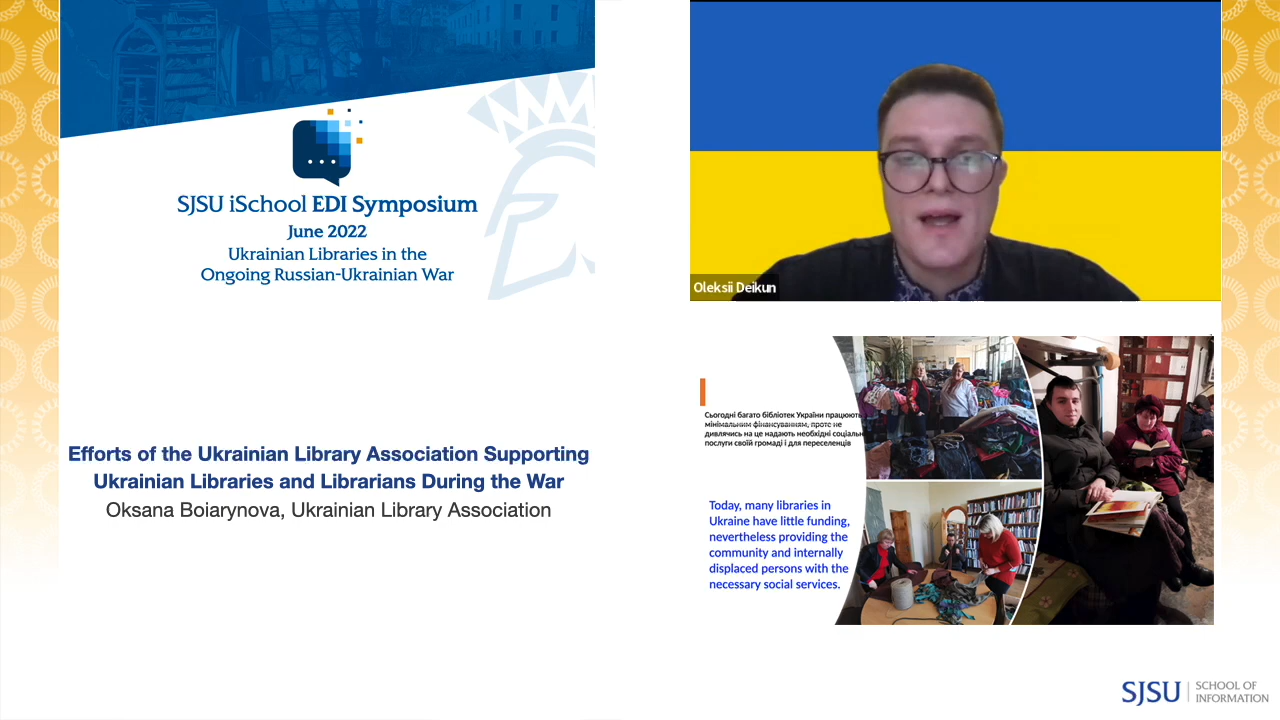 SJSU iSchool EDI Symposium
June 2022
Ukrainian Libraries in the
Ongoing Russian-Ukrainian War
Efforts of the Ukrainian Library Association Supporting
Ukrainian Libraries and Librarians During the War
Oksana Boiarynova, Ukrainian Library Association
Oleksii Deikun
Сьогодні багато бібліотек України працюють
мінімальним фінансуванням, проте не
дивлячись на це надають необхідні соціальн
послуги своїй громаді і для переселенців
Today, many libraries in
Ukraine have little funding,
nevertheless providing the
community and internally
displaced persons with the
necessary social services.
SJSU SCHOOL OF
INFORMATION